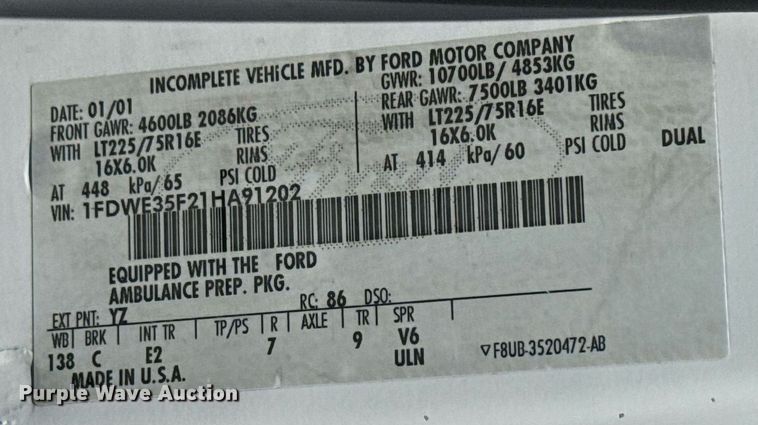 INCOMPLETE VEHICLE MFD. BY FORD MOTOR COMPANY
DATE: 01/01 GVWR: 10700LB/ 4853KG
FRONT GAWR: 4600LB 2086KG REAR GAWR: 7500LB 3401KG
WITH LT225/75R16E TIRES WITH LT225/75R16E TIRES
16X6.0K RIMS 16X6.0K RIMS
AT 448 kPa/65 PSI COLD AT 414 kPa/60 PSI COLD DUAL
VIN: 1FDWE35F21HA91202
EQUIPPED WITH THE FORD
AMBULANCE PREP. PKG.
EXT PNT: YZ RC: 86 DSO:
WB BRK INT TR TP/PS R AXLE TR SPR
138 C E2 7 9 V6
ULN
MADE IN U.S.A. F8UB-3520472-AB
Purple Wave Auction